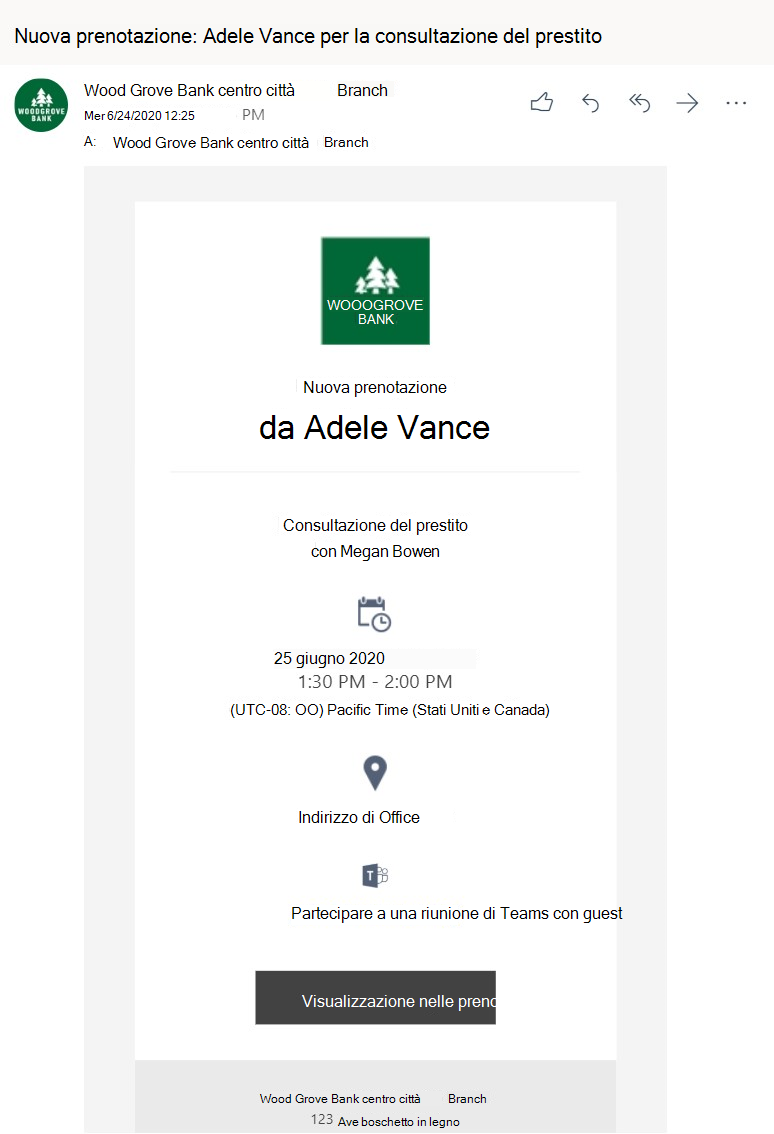 Nuova prenotazione: Adele Vance per la consultazione del prestito
WOODGROVE
BANK
Wood Grove Bank centro città Branch
Mer 6/24/2020 12:25 PM
A: Wood Grove Bank centro città Branch
WOOOGROVE
BANK
Nuova prenotazione
da Adele Vance
Consultazione del prestito
con Megan Bowen
25 giugno 2020
1:30 PM - 2:00 PM
(UTC-08: OO) Pacific Time (Stati Uniti e Canada)
Indirizzo di Office
T
Partecipare a una riunione di Teams con guest
Visualizzazione nelle preno
Wood Grove Bank centro città Branch
123 Ave boschetto in legno